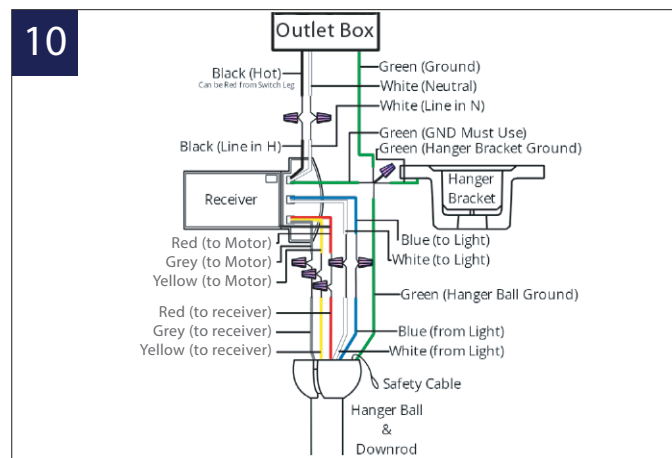 10
Outlet Box
Black (Hot)
Can be Red from Switch Leg
Green (Ground)
White (Neutral)
White (Line in N)
Green (GND Must Use)
Black (Line in H)
Green (Hanger Bracket Ground)
Receiver
Hanger
Bracket
Red (to Motor)
Grey (to Motor)
Yellow (to Motor)
Blue (to Light)
White (to Light)
Green (Hanger Ball Ground)
Red (to receiver)
Grey (to receiver)
Yellow (to receiver)
Blue (from Light)
White (from Light)
Safety Cable
Hanger Ball
&
Downrod